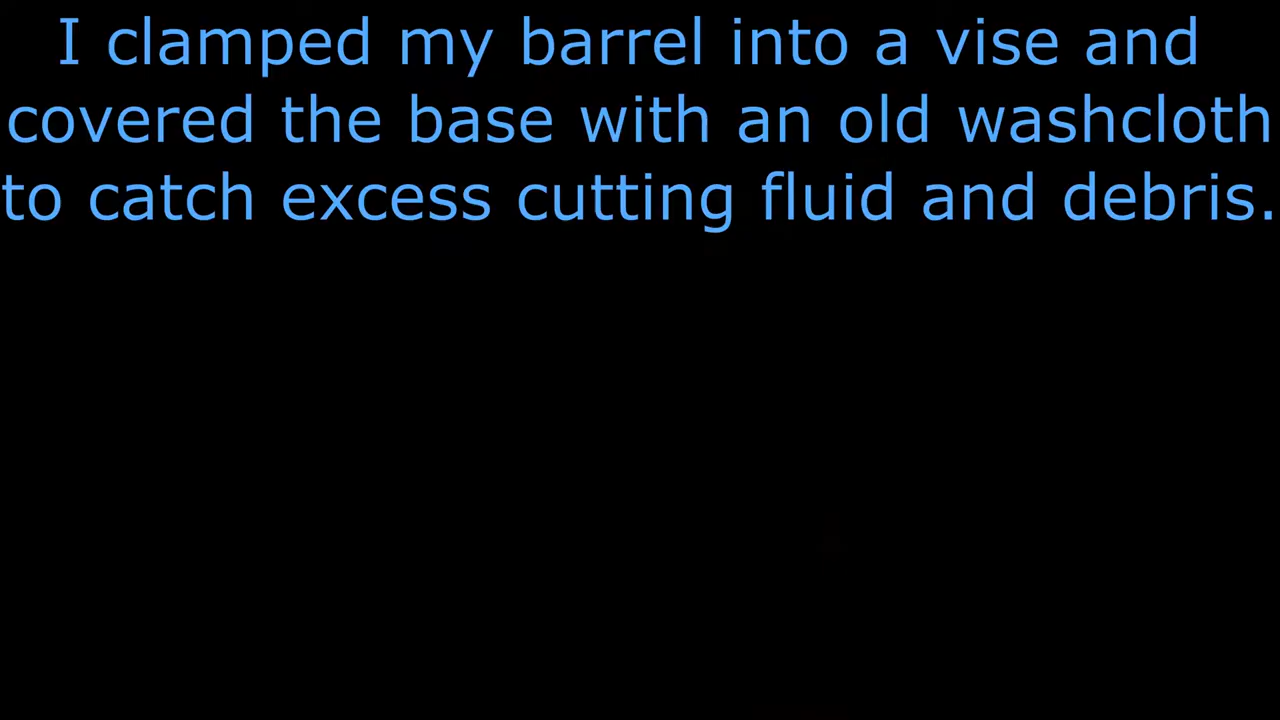 I clamped my barrel into a vise and
covered the base with an old washcloth
to catch excess cutting fluid and debris.